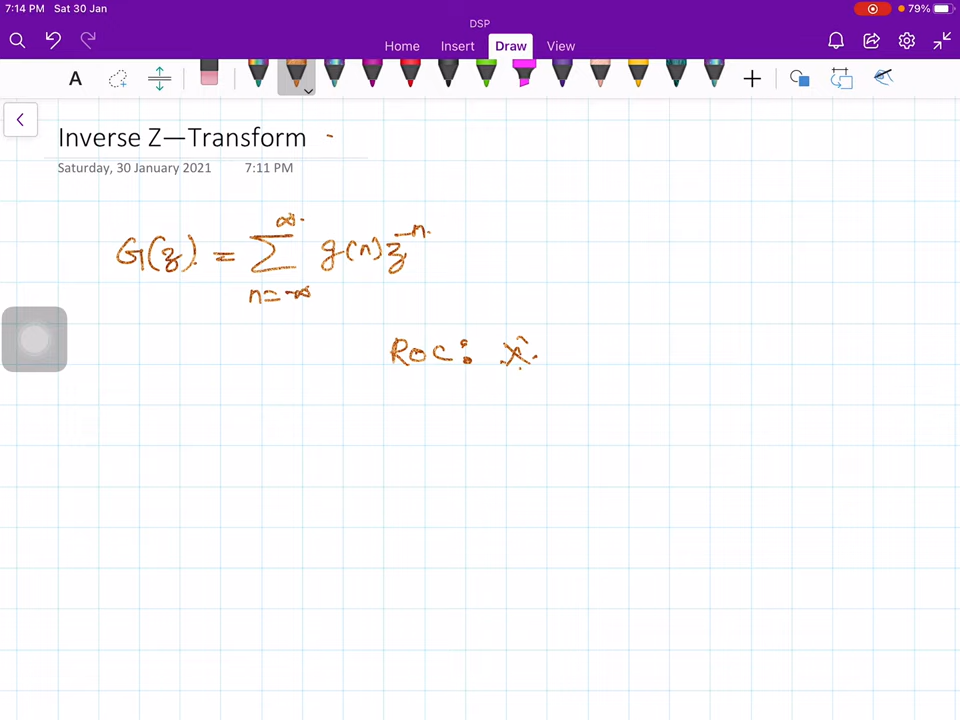 7:14 PM Sat 30 Jan 79%
DSP
Home Insert Draw View
A
Inverse Z—Transform
Saturday, 30 January 2021 7:11 PM
∞
G(z) = ∑ g(n) z⁻ⁿ
n=-∞
ROC: